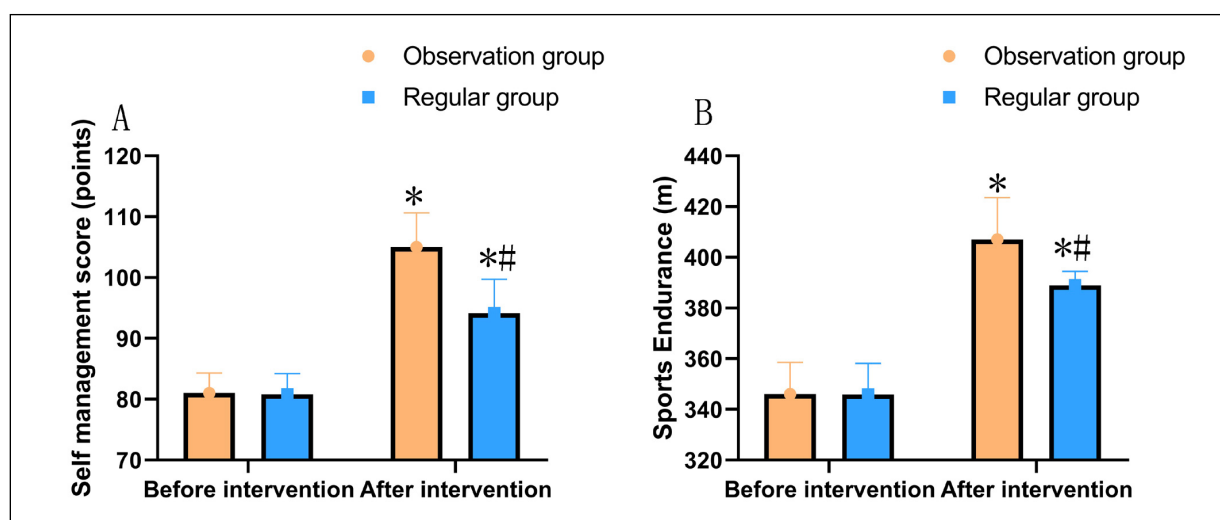 Observation group
Regular group
A
Self management score (points)
120
110
100
90
80
70
*
*#
Before intervention After intervention
Observation group
Regular group
B
Sports Endurance (m)
440
420
400
380
360
340
320
*
*#
Before intervention After intervention